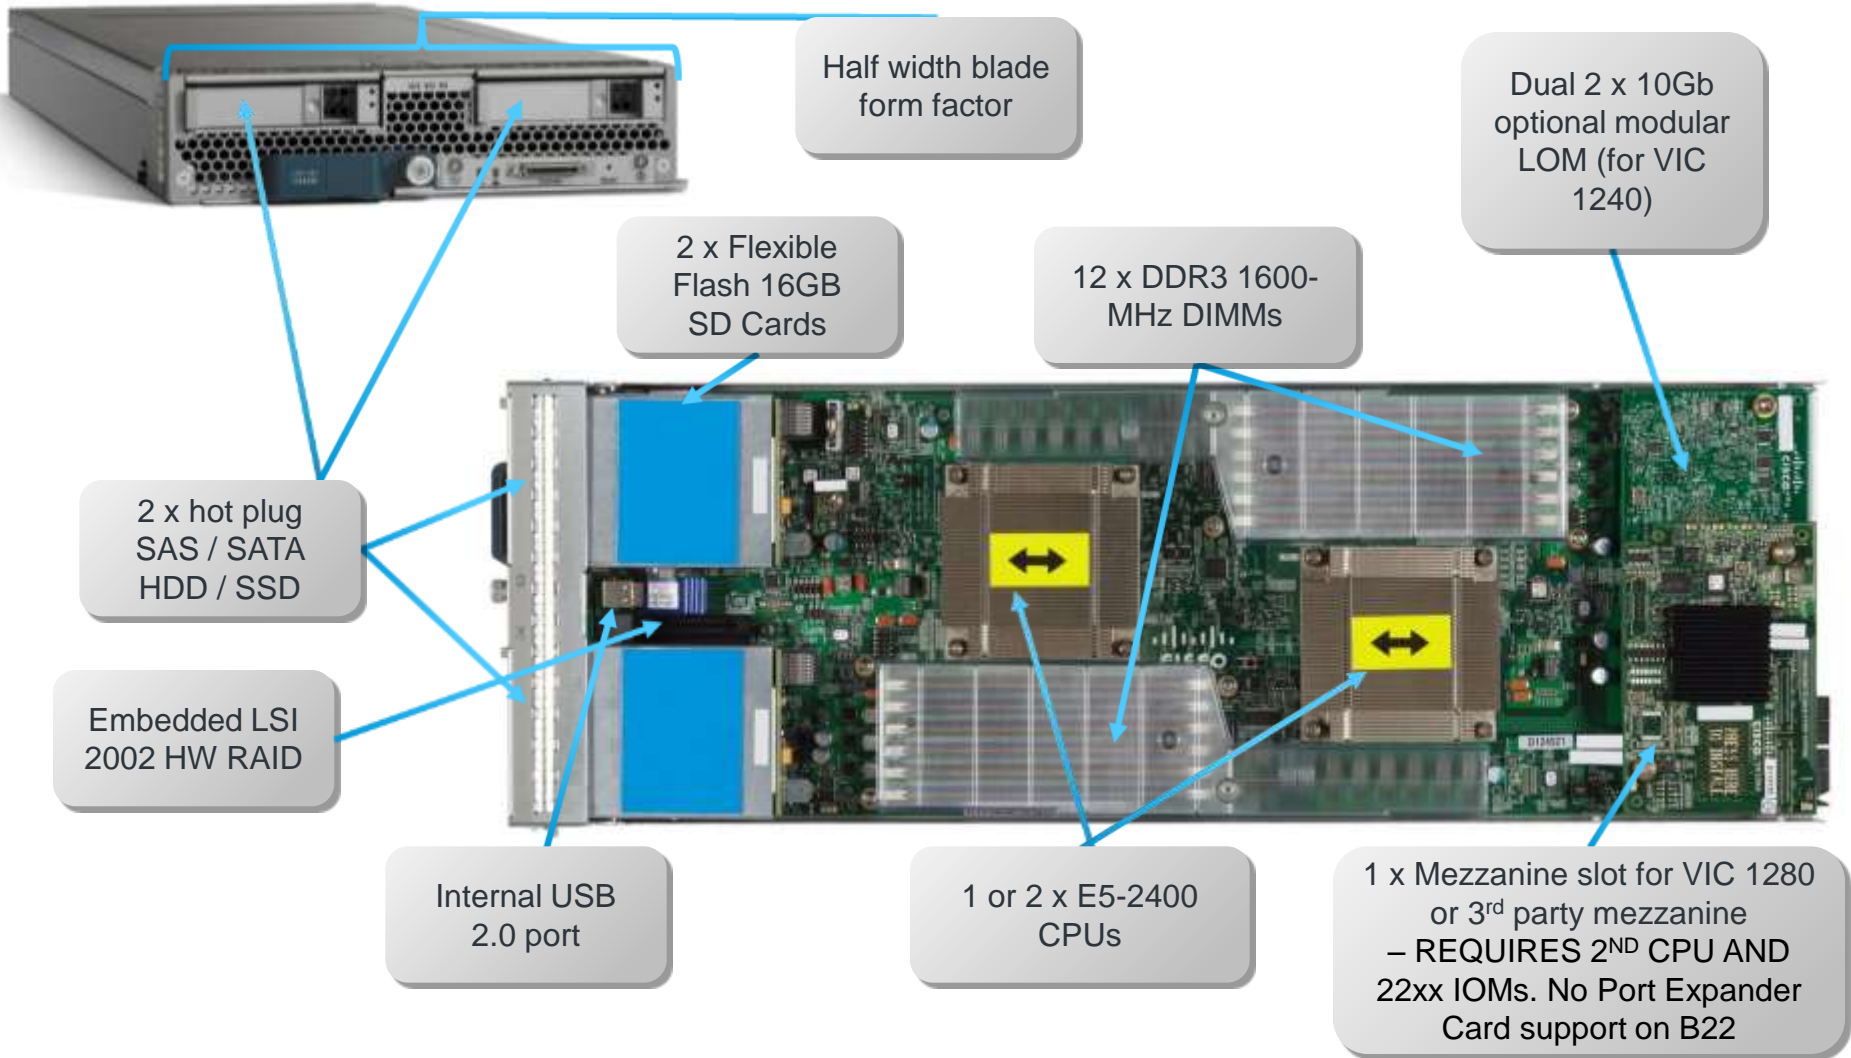 Half width blade
form factor
Dual 2 x 10Gb
optional modular
LOM (for VIC
1240)
2 x Flexible
Flash 16GB
SD Cards
12 x DDR3 1600-
MHz DIMMs
2 x hot plug
SAS / SATA
HDD / SSD
Embedded LSI
2002 HW RAID
Internal USB
2.0 port
1 or 2 x E5-2400
CPUs
1 x Mezzanine slot for VIC 1280
or 3rd party mezzanine
– REQUIRES 2ND CPU AND
22xx IOMs. No Port Expander
Card support on B22